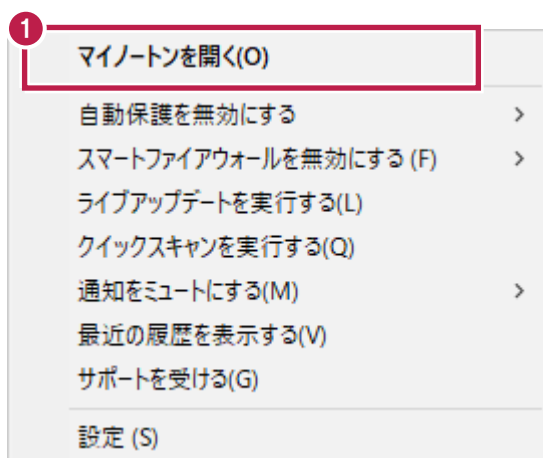 1
マイノートンを開く(O)
自動保護を無効にする
スマートファイアウォールを無効にする (F)
ライブアップデートを実行する(L)
クイックスキャンを実行する(Q)
通知をミュートにする(M)
最近の履歴を表示する(V)
サポートを受ける(G)
設定 (S)